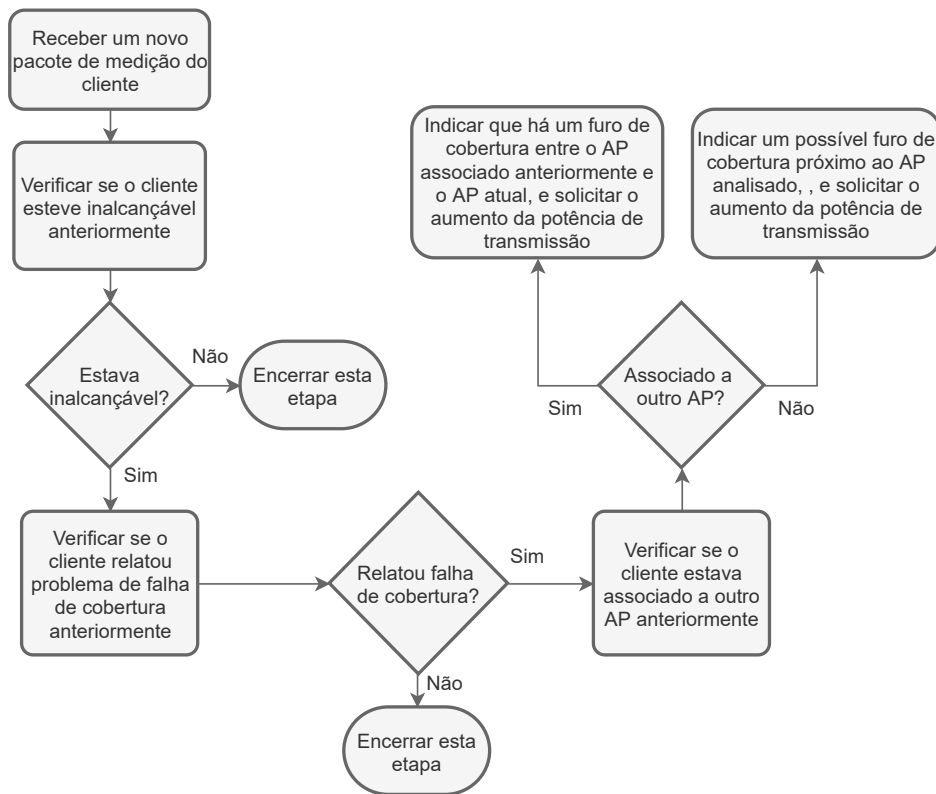 Receber um novo
pacote de medição do
cliente
Verificar se o cliente
esteve inalcançável
anteriormente
Estava
inalcançável?
Não
Encerrar esta
etapa
Sim
Verificar se o
cliente relatou
problema de falha
de cobertura
anteriormente
Relatou falha
de cobertura?
Não
Encerrar esta
etapa
Sim
Verificar se o
cliente estava
associado a outro
AP anteriormente
Associado a
outro AP?
Sim
Não
Indicar que há um furo de
cobertura entre o AP
associado anteriormente e
o AP atual, e solicitar o
aumento da potência de
transmissão
Indicar um possível furo de
cobertura próximo ao AP
analisado, , e solicitar o
aumento da potência de
transmissão